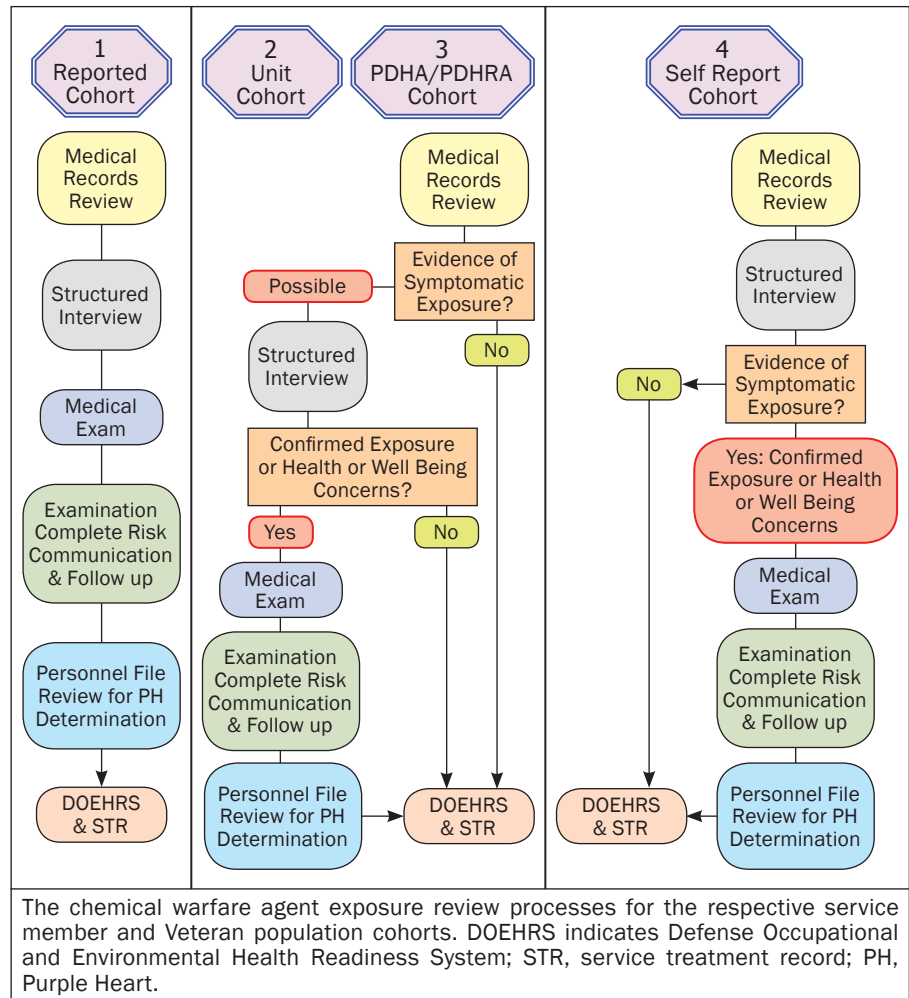 1
Reported
Cohort
Medical
Records
Review
Structured
Interview
Medical
Exam
Examination
Complete Risk
Communication
& Follow up
Personnel File
Review for PH
Determination
DOEHRS
& STR
2
Unit
Cohort
3
PDHA/PDHRA
Cohort
Medical
Records
Review
Evidence of
Symptomatic
Exposure?
Possible
No
Structured
Interview
Confirmed Exposure
or Health or Well Being
Concerns?
Yes
No
Medical
Exam
Examination
Complete Risk
Communication
& Follow up
Personnel File
Review for PH
Determination
DOEHRS
& STR
4
Self Report
Cohort
Medical
Records
Review
Structured
Interview
Evidence of
Symptomatic
Exposure?
No
Yes: Confirmed
Exposure or Health
or Well Being
Concerns
Medical
Exam
Examination
Complete Risk
Communication
& Follow up
Personnel File
Review for PH
Determination
DOEHRS
& STR
The chemical warfare agent exposure review processes for the respective service
member and Veteran population cohorts. DOEHRS indicates Defense Occupational
and Environmental Health Readiness System; STR, service treatment record; PH,
Purple Heart.